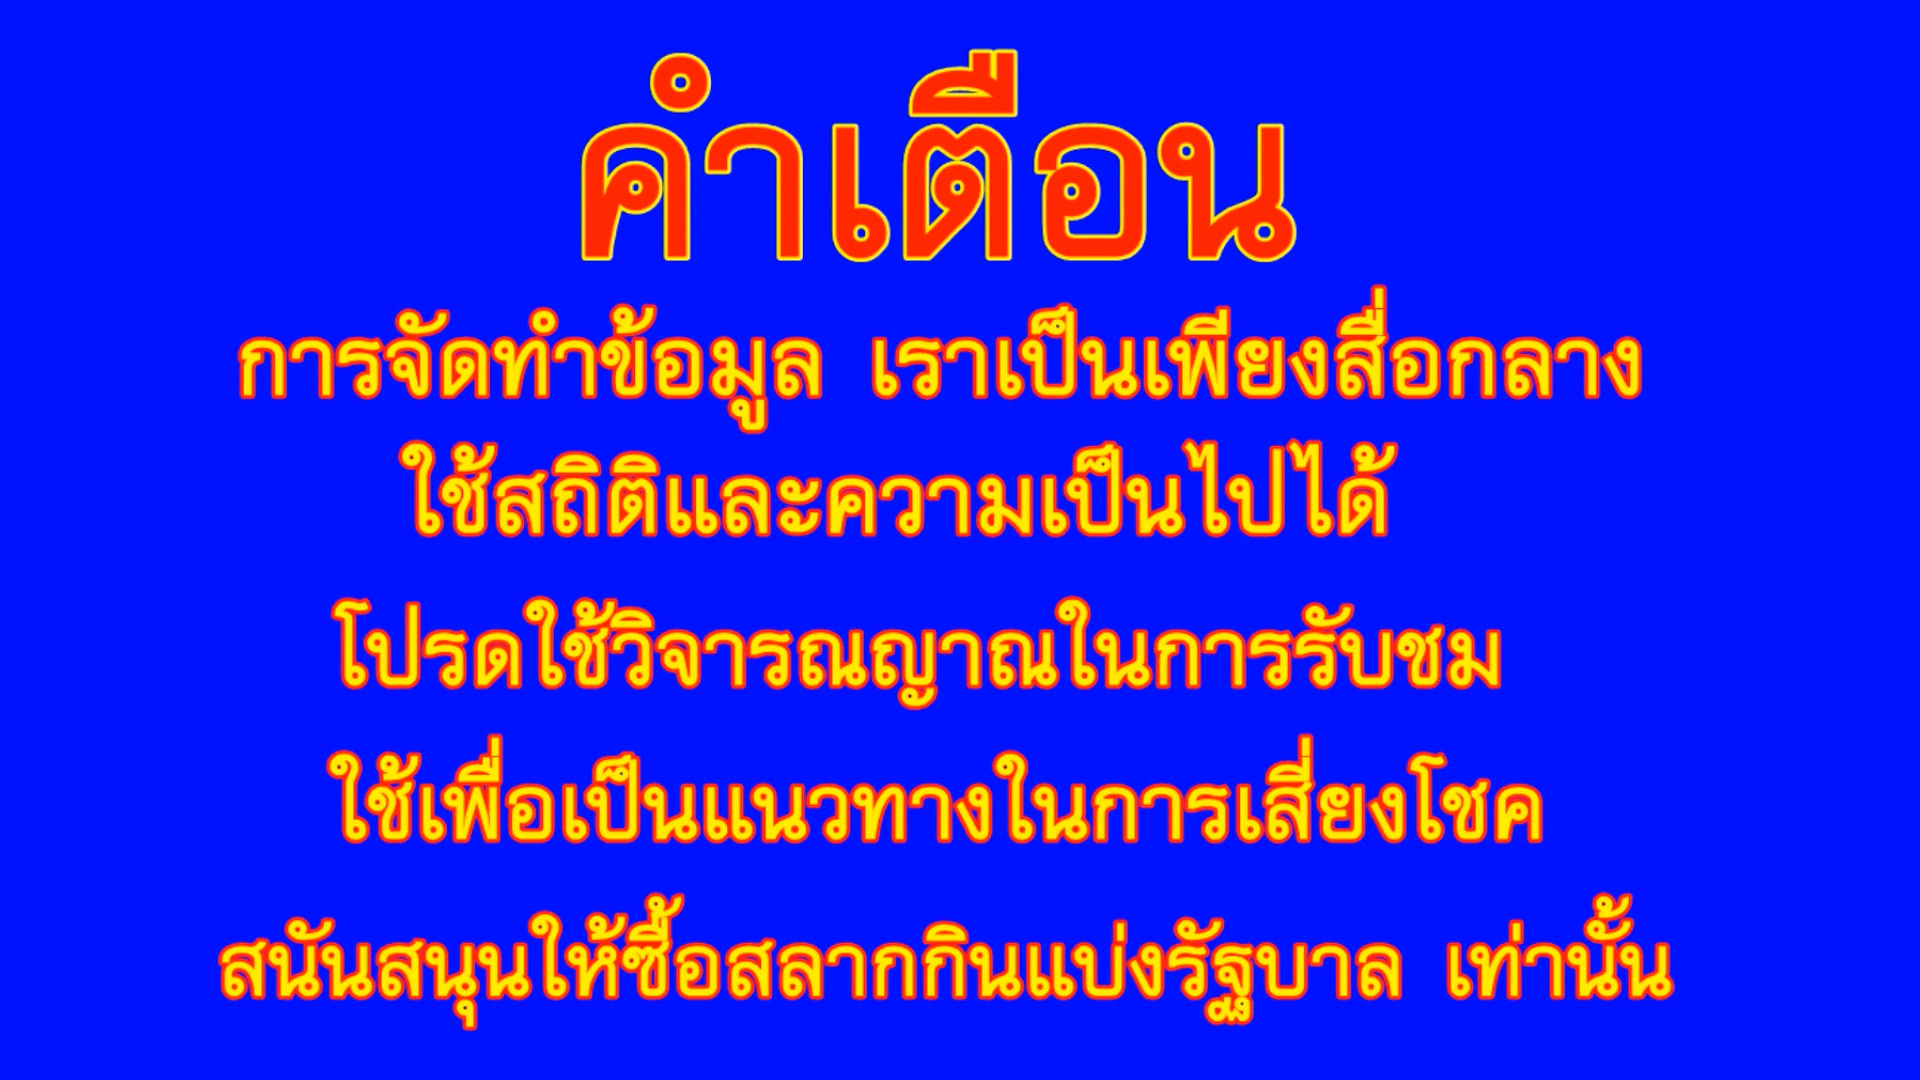 คำเตือน
การจัดทำข้อมูล เราเป็นเพียงสื่อกลาง
ใช้สถิติและความเป็นไปได้
โปรดใช้วิจารณญาณในการรับชม
ใช้เพื่อเป็นแนวทางในการเสี่ยงโชค
สนันสนุนให้ซื้อสลากกินแบ่งรัฐบาล เท่านั้น